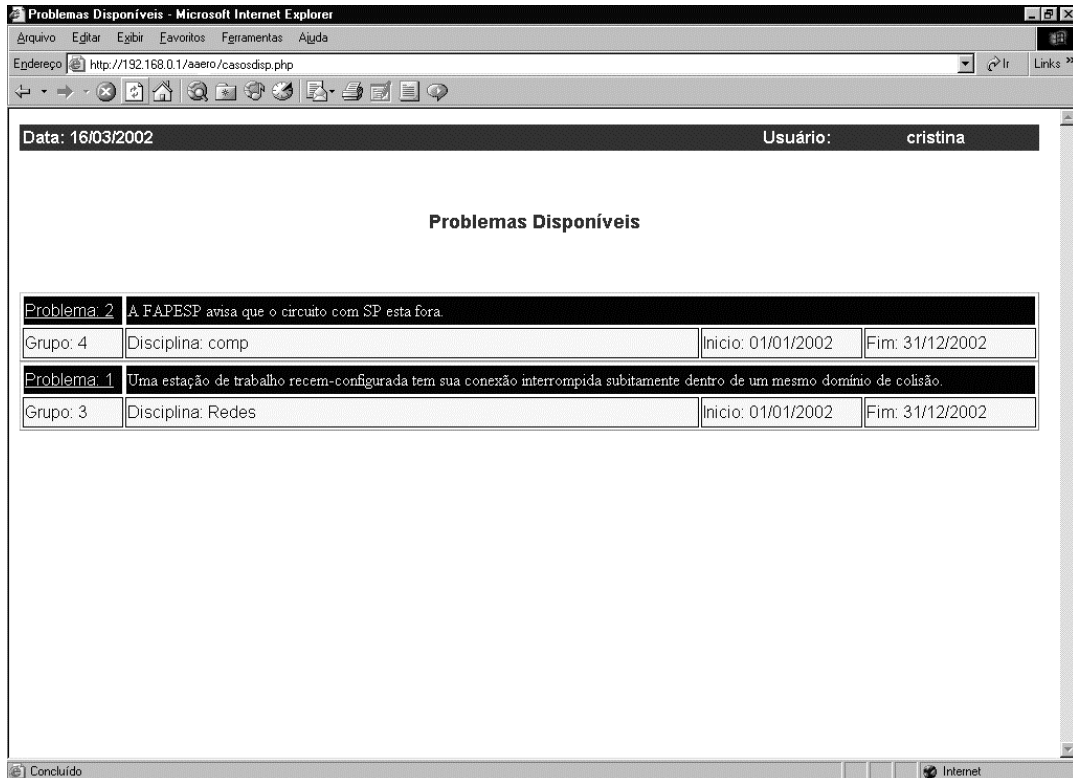 Problemas Disponíveis - Microsoft Internet Explorer
Arquivo Editar Exibir Favoritos Ferramentas Ajuda
Endereço http://192.168.0.1/aaero/casosdisp.php Ir Links »
Data: 16/03/2002 Usuário: cristina
Problemas Disponíveis
Problema: 2 A FAPESP avisa que o circuito com SP esta fora.
Grupo: 4 Disciplina: comp Inicio: 01/01/2002 Fim: 31/12/2002
Problema: 1 Uma estação de trabalho recem-configurada tem sua conexão interrompida subitamente dentro de um mesmo domínio de colisão.
Grupo: 3 Disciplina: Redes Inicio: 01/01/2002 Fim: 31/12/2002
Concluído Internet